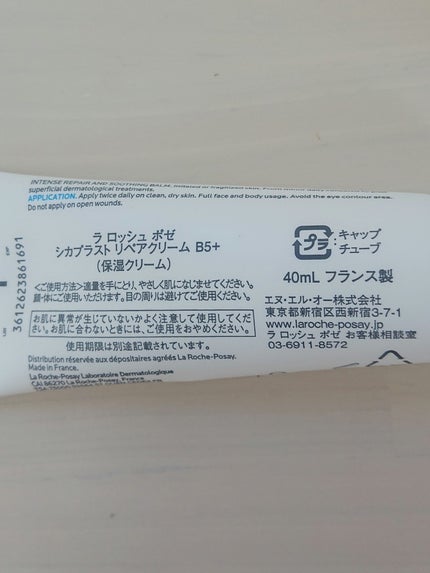 INTENSE REPAIR AND SOOTHING BALM.
superficial dermatological treatments.
APPLICATION. Apply twice daily on clean, dry skin. Full face and body usage. Avoid the eye contour area.
Do not apply on open wounds.
ラ ロッシュ ポゼ
シカプラスト リペアクリーム B5+
(保湿クリーム)
<ご使用方法>適量を手にとり、やさしく肌になじませてください。
顔・体にご使用いただけます。目の周りは避けてご使用ください。
お肌に異常が生じていないかよく注意して使用してくだ
さい。お肌に合わないときには、ご使用をおやめください。
使用期限は別途記載されています。
Distribution réservée aux dépositaires agréés La Roche-Posay.
Made in France.
La Roche-Posay Laboratoire Dermatologique
CAI 86270 La Roche-Posay, France
3612623861691
プラ
キャップ
チューブ
40mL フランス製
エヌ・エル・オー株式会社
東京都新宿区西新宿3-7-1
www.laroche-posay.jp
ラ ロッシュ ポゼ お客様相談室
03-6911-8572